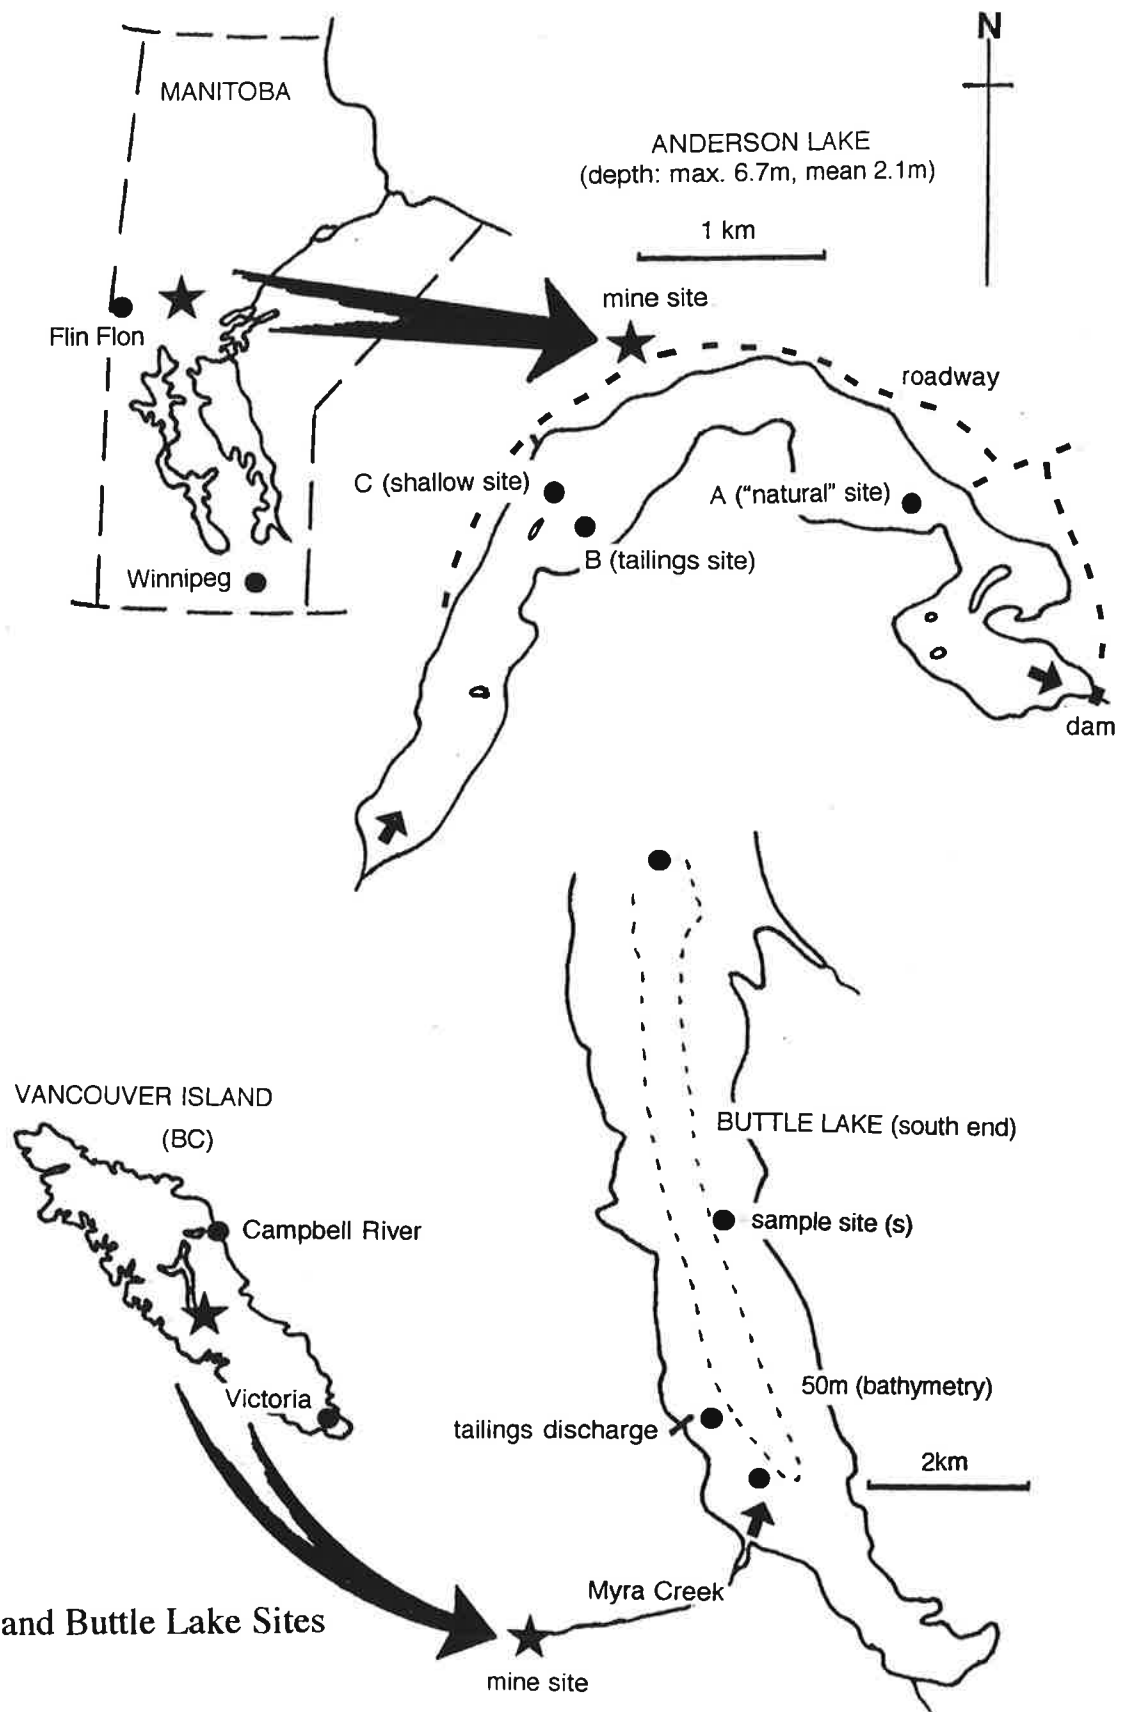 N
MANITOBA
ANDERSON LAKE
(depth: max. 6.7m, mean 2.1m)
1 km
mine site
Flin Flon
roadway
C (shallow site)
A ("natural" site)
B (tailings site)
Winnipeg
dam
VANCOUVER ISLAND
(BC)
BUTTLE LAKE (south end)
Campbell River
sample site (s)
50m (bathymetry)
Victoria
tailings discharge
2km
Myra Creek
and Buttle Lake Sites
mine site